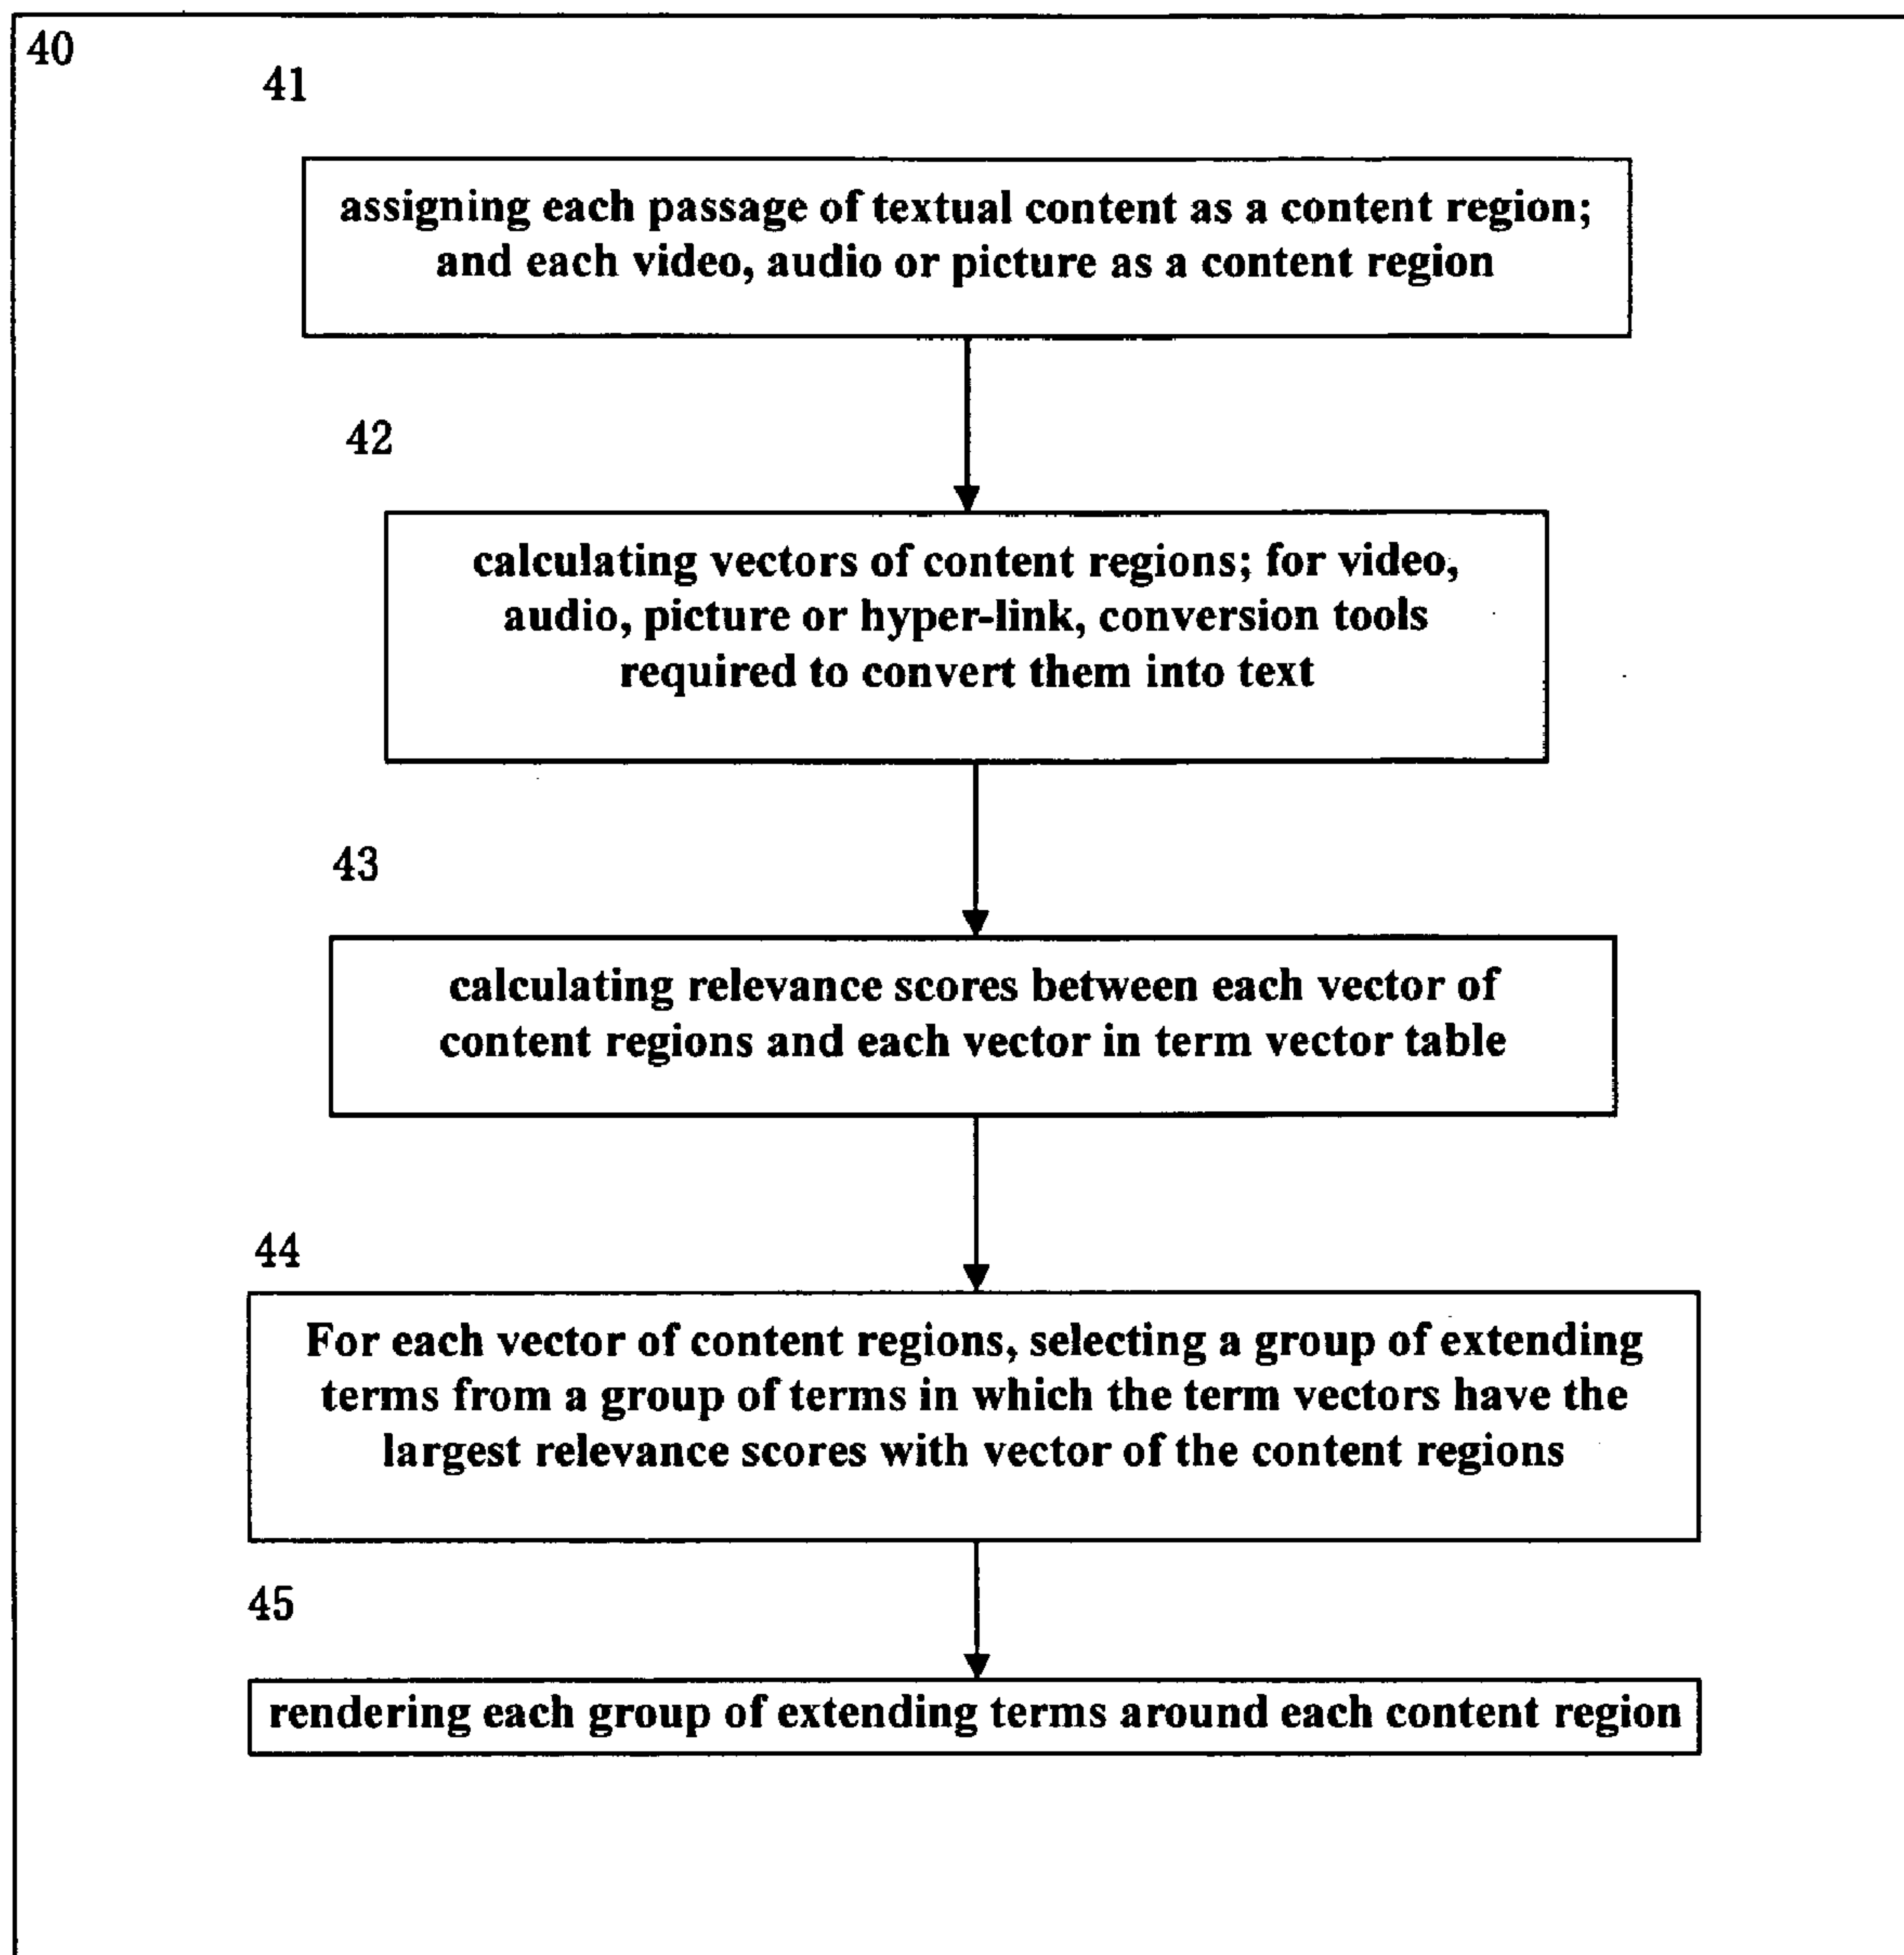 40
41
assigning each passage of textual content as a content region;
and each video, audio or picture as a content region
42
calculating vectors of content regions; for video,
audio, picture or hyper-link, conversion tools
required to convert them into text
43
calculating relevance scores between each vector of
content regions and each vector in term vector table
44
For each vector of content regions, selecting a group of extending
terms from a group of terms in which the term vectors have the
largest relevance scores with vector of the content regions
45
rendering each group of extending terms around each content region